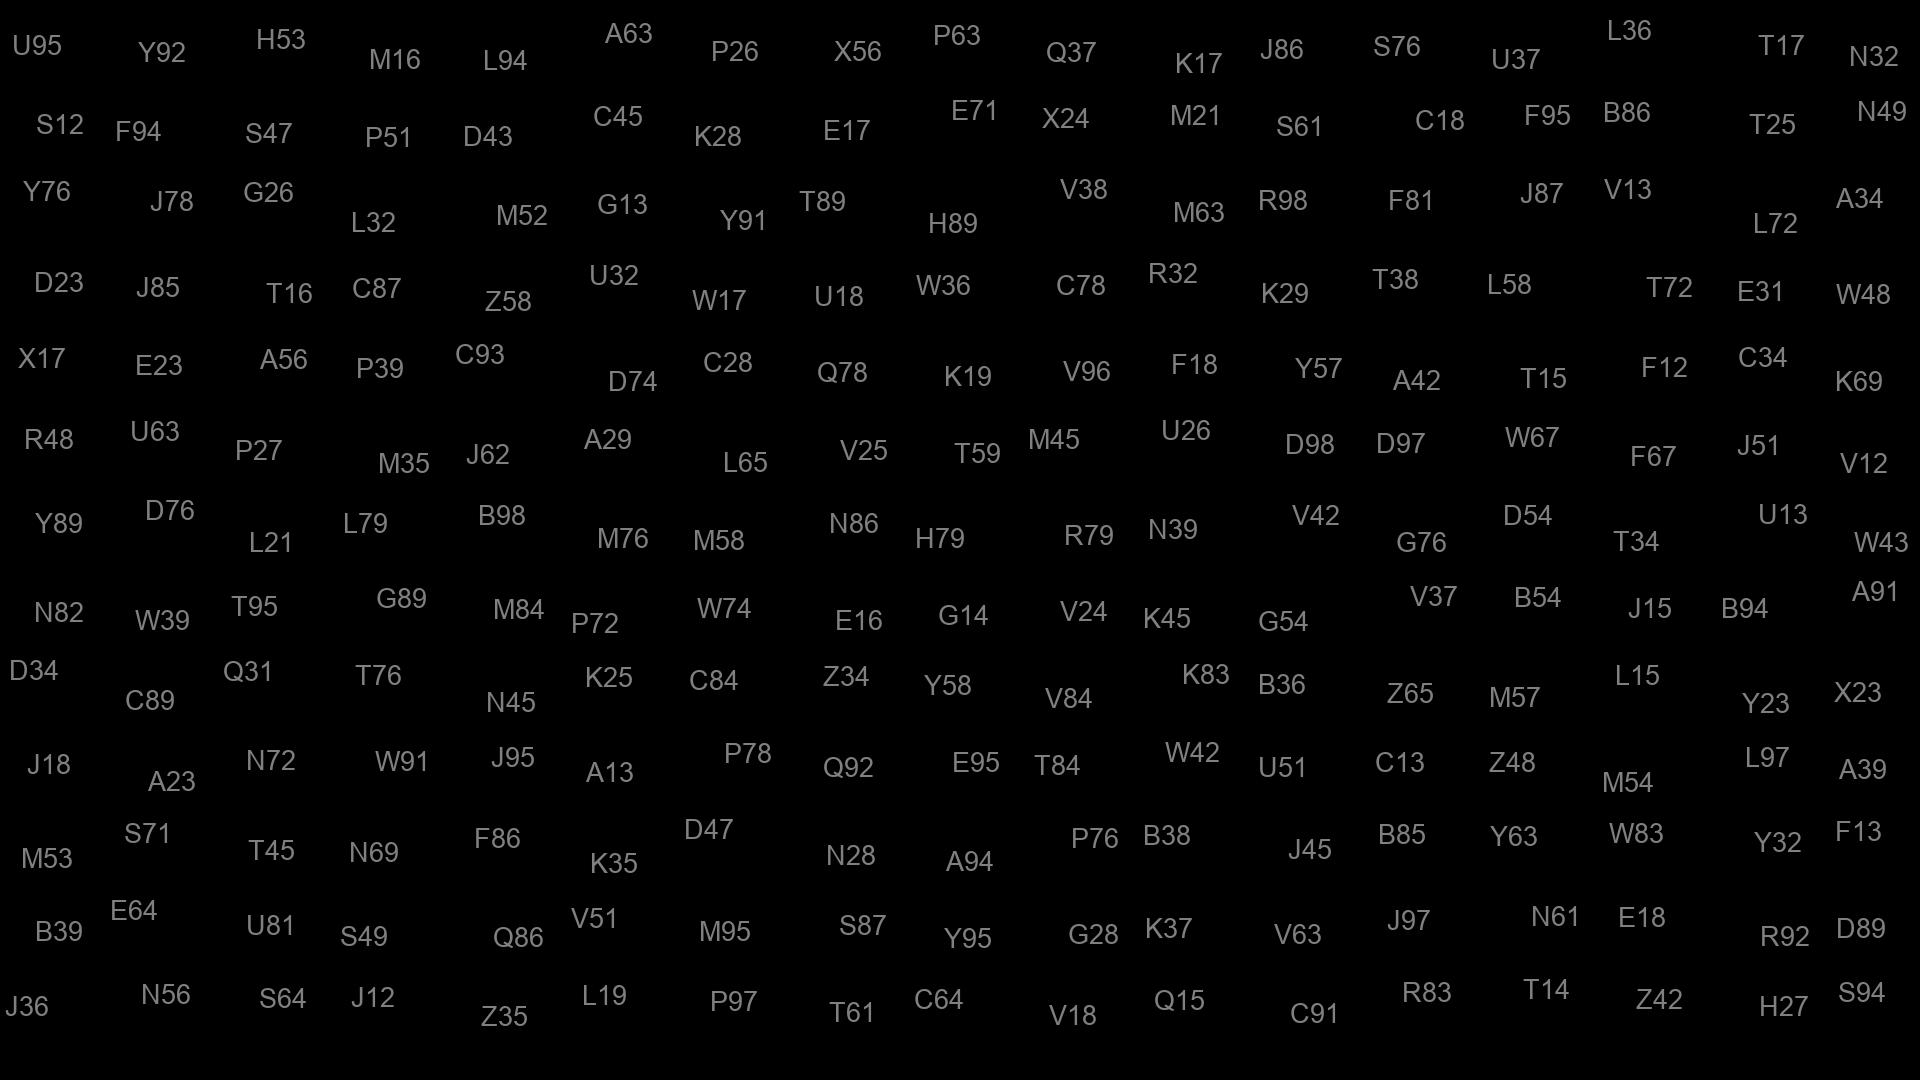 U95 Y92 H53 M16 L94 A63 P26 X56 P63 Q37 K17 J86 S76 U37 L36 T17 N32
S12 F94 S47 P51 D43 C45 K28 E17 E71 X24 M21 S61 C18 F95 B86 T25 N49
Y76 J78 G26 L32 M52 G13 Y91 T89 H89 V38 M63 R98 F81 J87 V13 L72 A34
D23 J85 T16 C87 Z58 U32 W17 U18 W36 C78 R32 K29 T38 L58 T72 E31 W48
X17 E23 A56 P39 C93 D74 C28 Q78 K19 V96 F18 Y57 A42 T15 F12 C34 K69
R48 U63 P27 M35 J62 A29 L65 V25 T59 M45 U26 D98 D97 W67 F67 J51 V12
Y89 D76 L21 L79 B98 M76 M58 N86 H79 R79 N39 V42 G76 D54 T34 U13 W43
N82 W39 T95 G89 M84 P72 W74 E16 G14 V24 K45 G54 V37 B54 J15 B94 A91
D34 C89 Q31 T76 N45 K25 C84 Z34 Y58 V84 K83 B36 Z65 M57 L15 Y23 X23
J18 A23 N72 W91 J95 A13 P78 Q92 E95 T84 W42 U51 C13 Z48 M54 L97 A39
M53 S71 T45 N69 F86 K35 D47 N28 A94 P76 B38 J45 B85 Y63 W83 Y32 F13
B39 E64 U81 S49 Q86 V51 M95 S87 Y95 G28 K37 V63 J97 N61 E18 R92 D89
J36 N56 S64 J12 Z35 L19 P97 T61 C64 V18 Q15 C91 R83 T14 Z42 H27 S94